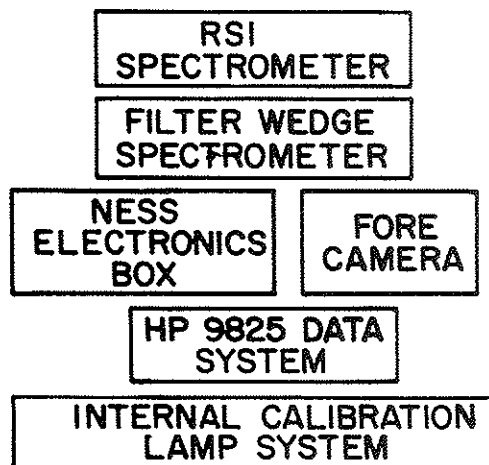 RSI
SPECTROMETER
FILTER WEDGE
SPECTROMETER
NESS
ELECTRONICS
BOX
FORE
CAMERA
HP 9825 DATA
SYSTEM
INTERNAL CALIBRATION
LAMP SYSTEM